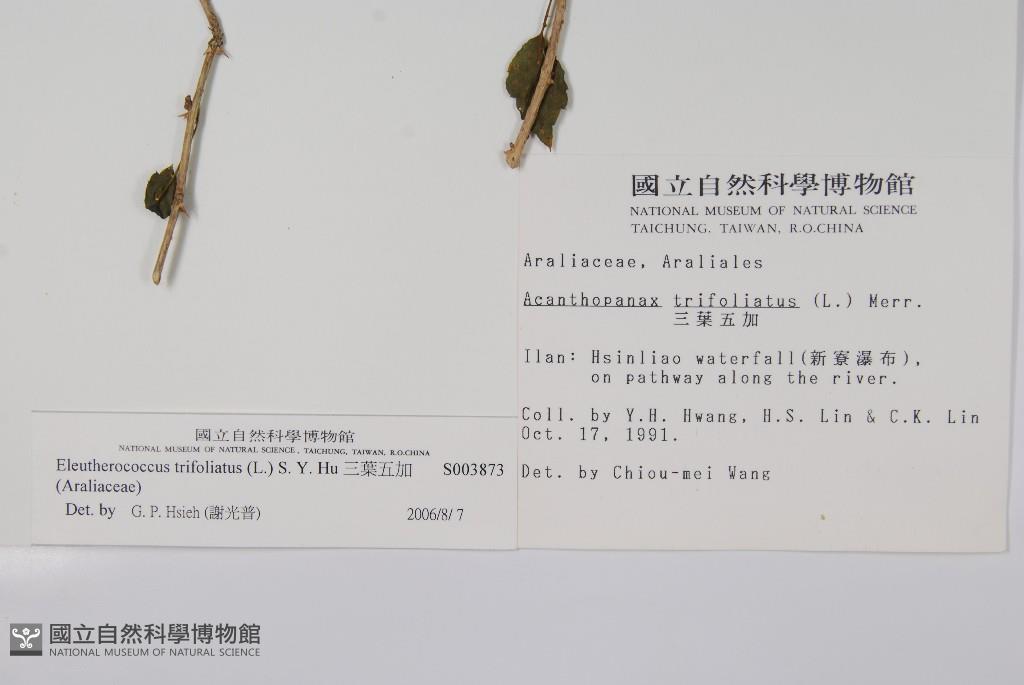 國立自然科學博物館
NATIONAL MUSEUM OF NATURAL SCIENCE
TAICHUNG. TAIWAN, R.O.CHINA
Araliaceae, Araliales
Acanthopanax trifoliatus (L.) Merr.
三葉五加
Ilan: Hsinliao waterfall(新寮瀑布),
on pathway along the river.
Coll. by Y.H. Hwang, H.S. Lin & C.K. Lin
Oct. 17, 1991.
Det. by Chiou-mei Wang
國立自然科學博物館
NATIONAL MUSEUM OF NATURAL SCIENCE, TAICHUNG, TAIWAN, R.O.CHINA
Eleutherococcus trifoliatus (L.) S. Y. Hu 三葉五加 S003873
(Araliaceae)
Det. by G. P. Hsieh (謝光普) 2006/8/ 7
國立自然科學博物館
NATIONAL MUSEUM OF NATURAL SCIENCE